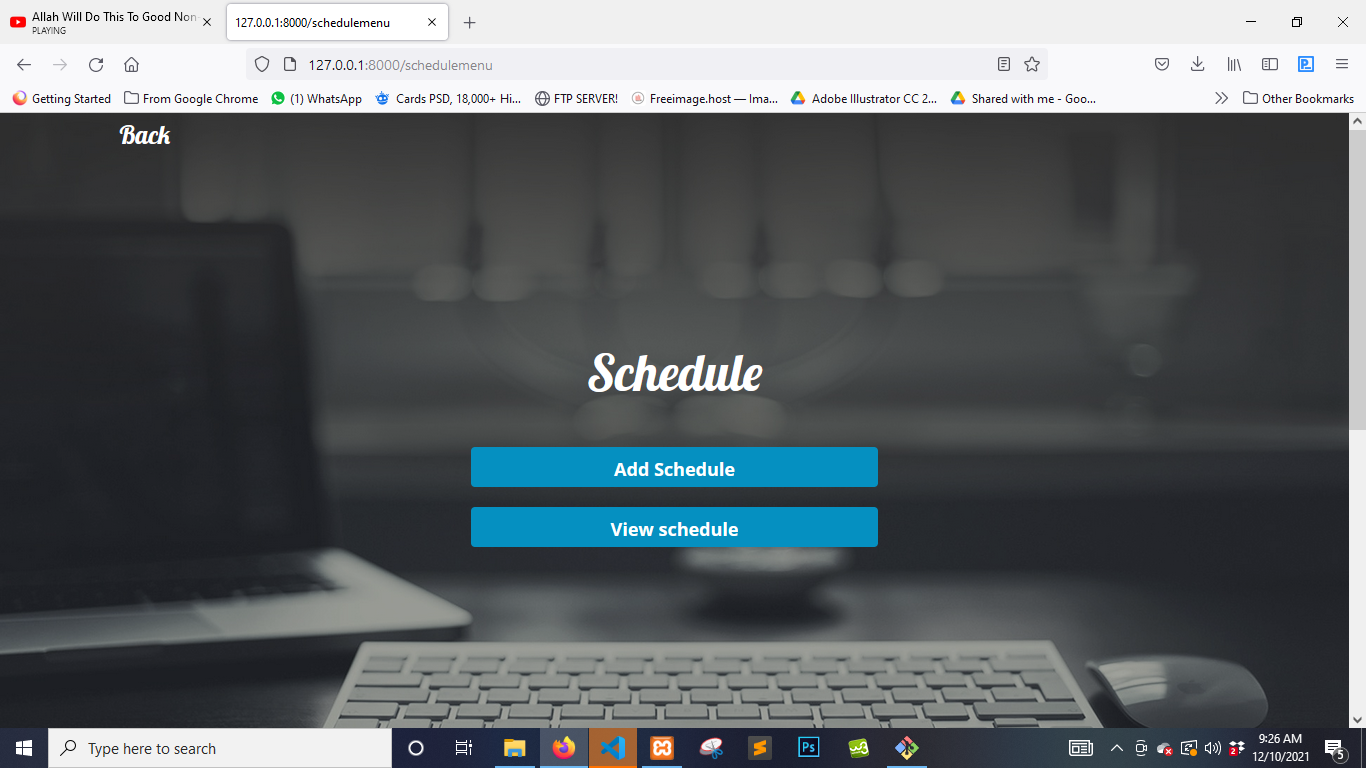 Allah Will Do This To Good Non-
PLAYING
127.0.0.1:8000/schedulemenu
127.0.0.1:8000/schedulemenu
Getting Started
From Google Chrome
(1) WhatsApp
Cards PSD, 18,000+ Hi...
FTP SERVER!
Freeimage.host — Ima...
Adobe Illustrator CC 2...
Shared with me - Goo...
Other Bookmarks
Back
Schedule
Add Schedule
View schedule
Type here to search
Ps
2
9:26 AM
12/10/2021
5